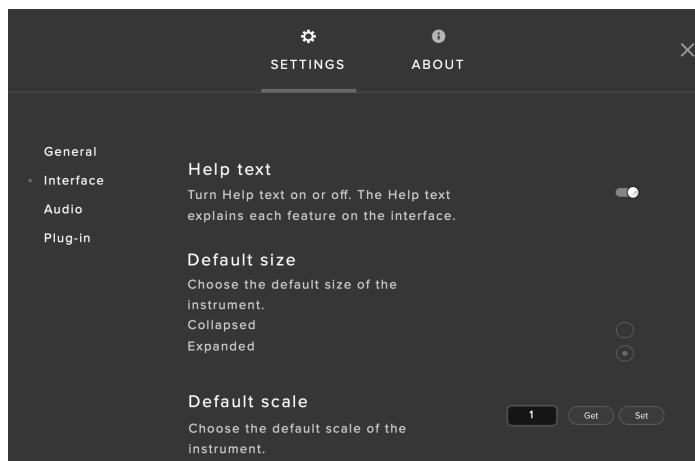 SETTINGS
ABOUT
General
Interface
Audio
Plug-in
Help text
Turn Help text on or off. The Help text
explains each feature on the interface.
Default size
Choose the default size of the
instrument.
Collapsed
Expanded
Default scale
1
Get
Set
Choose the default scale of the
instrument.